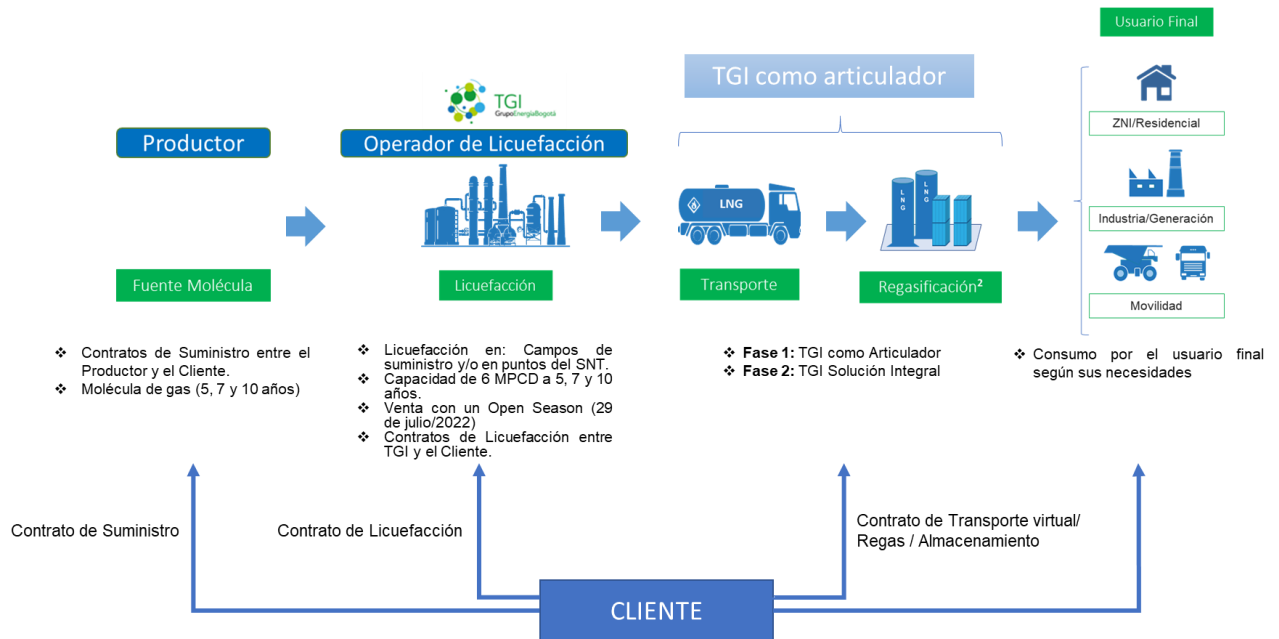 Usuario Final
TGI como articulador
TGI
GrupoEnergíaBogotá
Productor
Operador de Licuefacción
ZNI/Residencial
LNG
LNG
LNG
Industria/Generación
Fuente Molécula
Licuefacción
Transporte
Regasificación²
Movilidad
❖ Contratos de Suministro entre el
Productor y el Cliente.
❖ Molécula de gas (5, 7 y 10 años)
❖ Licuefacción en: Campos de
suministro y/o en puntos del SNT.
❖ Capacidad de 6 MPCD a 5, 7 y 10
años.
❖ Venta con un Open Season (29
de julio/2022)
❖ Contratos de Licuefacción entre
TGI y el Cliente.
❖ Fase 1: TGI como Articulador
❖ Fase 2: TGI Solución Integral
❖ Consumo por el usuario final
según sus necesidades
Contrato de Suministro
Contrato de Licuefacción
Contrato de Transporte virtual/
Regas / Almacenamiento
CLIENTE